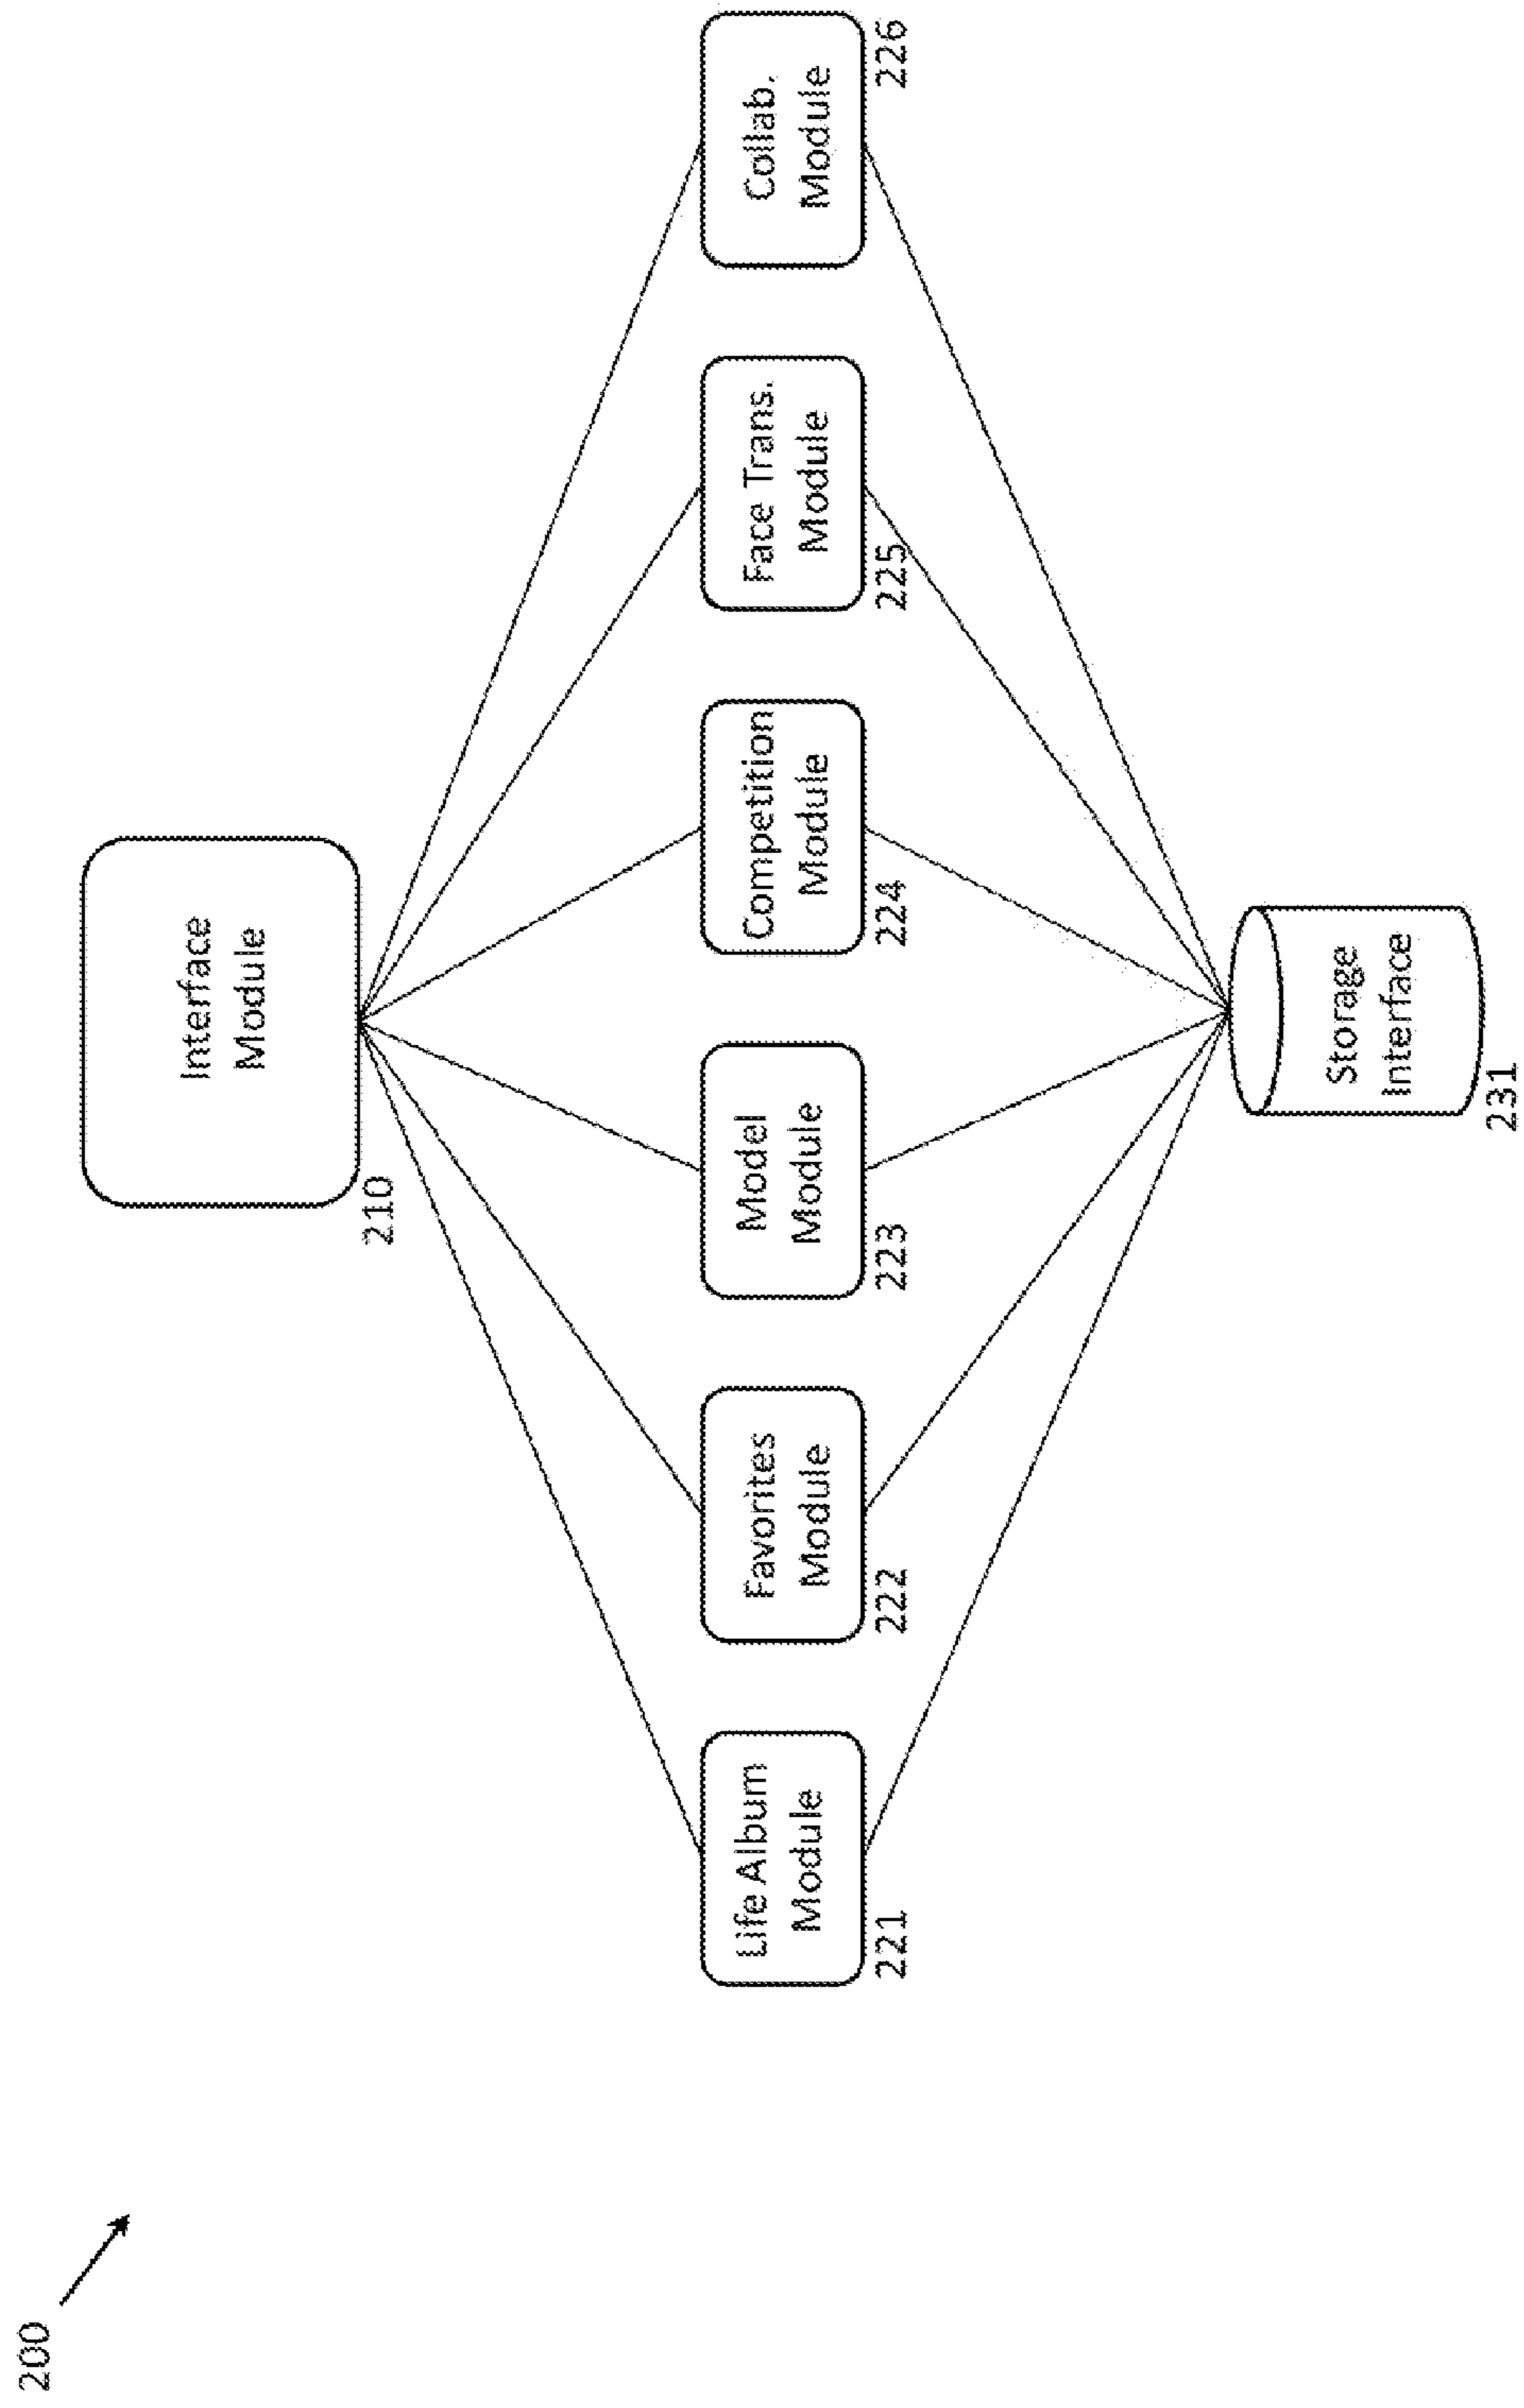 200
Interface
Module
210
Life Album
Module
221
Favorites
Module
222
Model
Module
223
Competition
Module
224
Face Trans.
Module
225
Collab.
Module
226
Storage
Interface
231